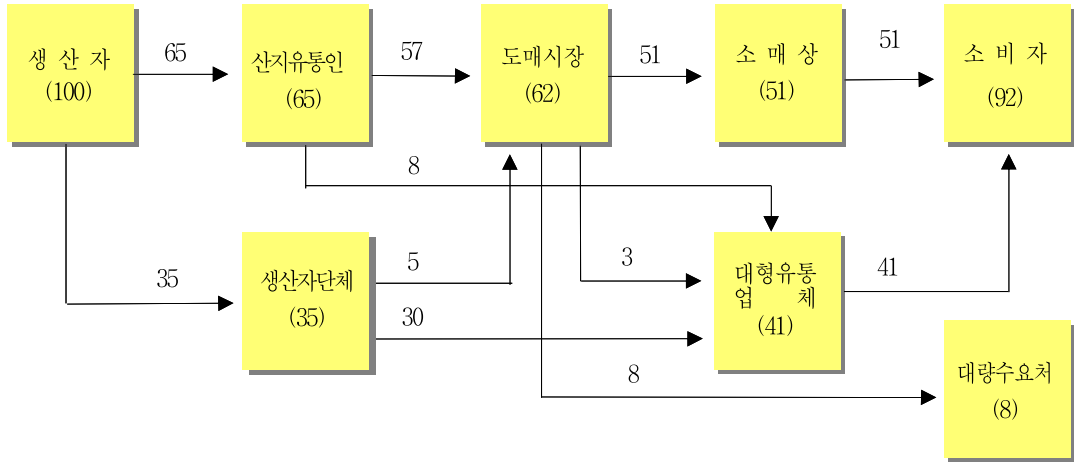 생 산 자
(100)
65
산지유통인
(65)
57
도매시장
(62)
51
소 매 상
(51)
51
소 비 자
(92)
8
35
생산자단체
(35)
5
30
3
대형유통
업 체
(41)
41
8
대량수요처
(8)